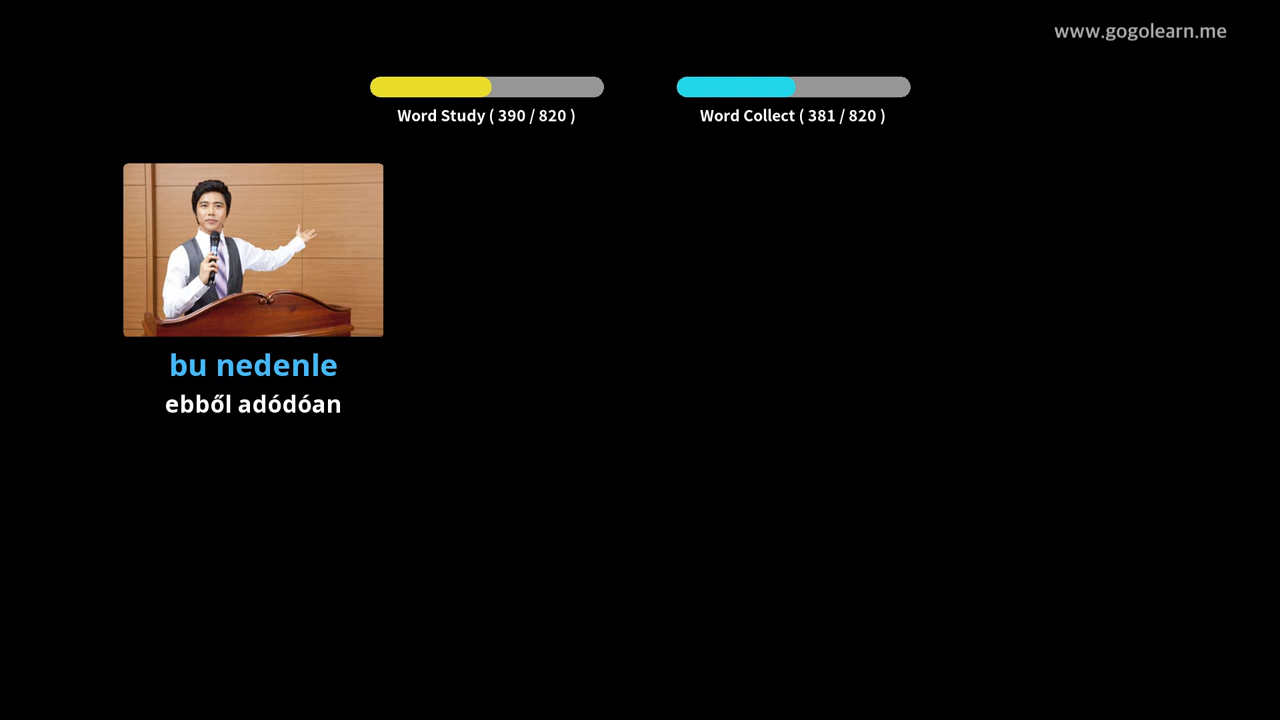 www.gogolearn.me
Word Study ( 390 / 820 )
Word Collect ( 381 / 820 )
bu nedenle
ebből adódóan